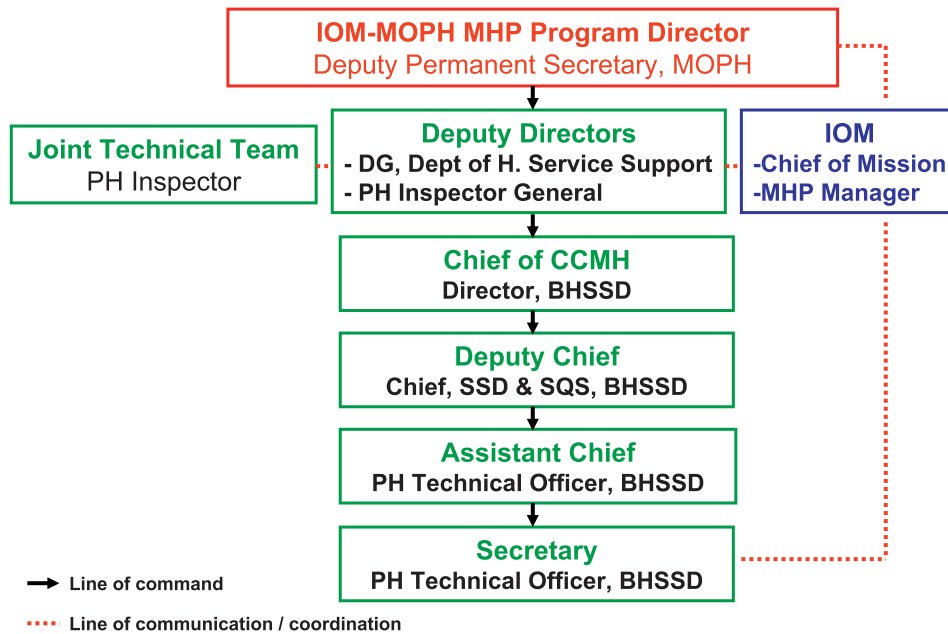 IOM-MOPH MHP Program Director
Deputy Permanent Secretary, MOPH
Joint Technical Team
PH Inspector
Deputy Directors
- DG, Dept of H. Service Support
- PH Inspector General
IOM
-Chief of Mission
-MHP Manager
Chief of CCMH
Director, BHSSD
Deputy Chief
Chief, SSD & SQS, BHSSD
Assistant Chief
PH Technical Officer, BHSSD
Secretary
PH Technical Officer, BHSSD
Line of command
Line of communication / coordination